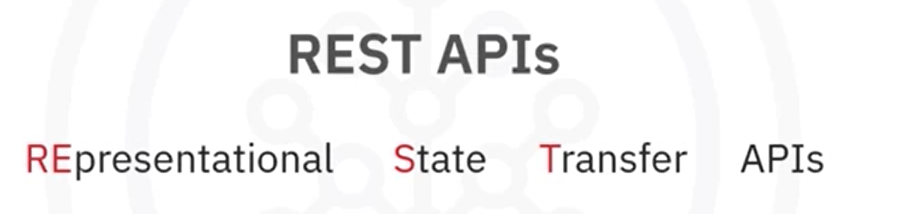 REST APIs
REpresentational State Transfer APIs